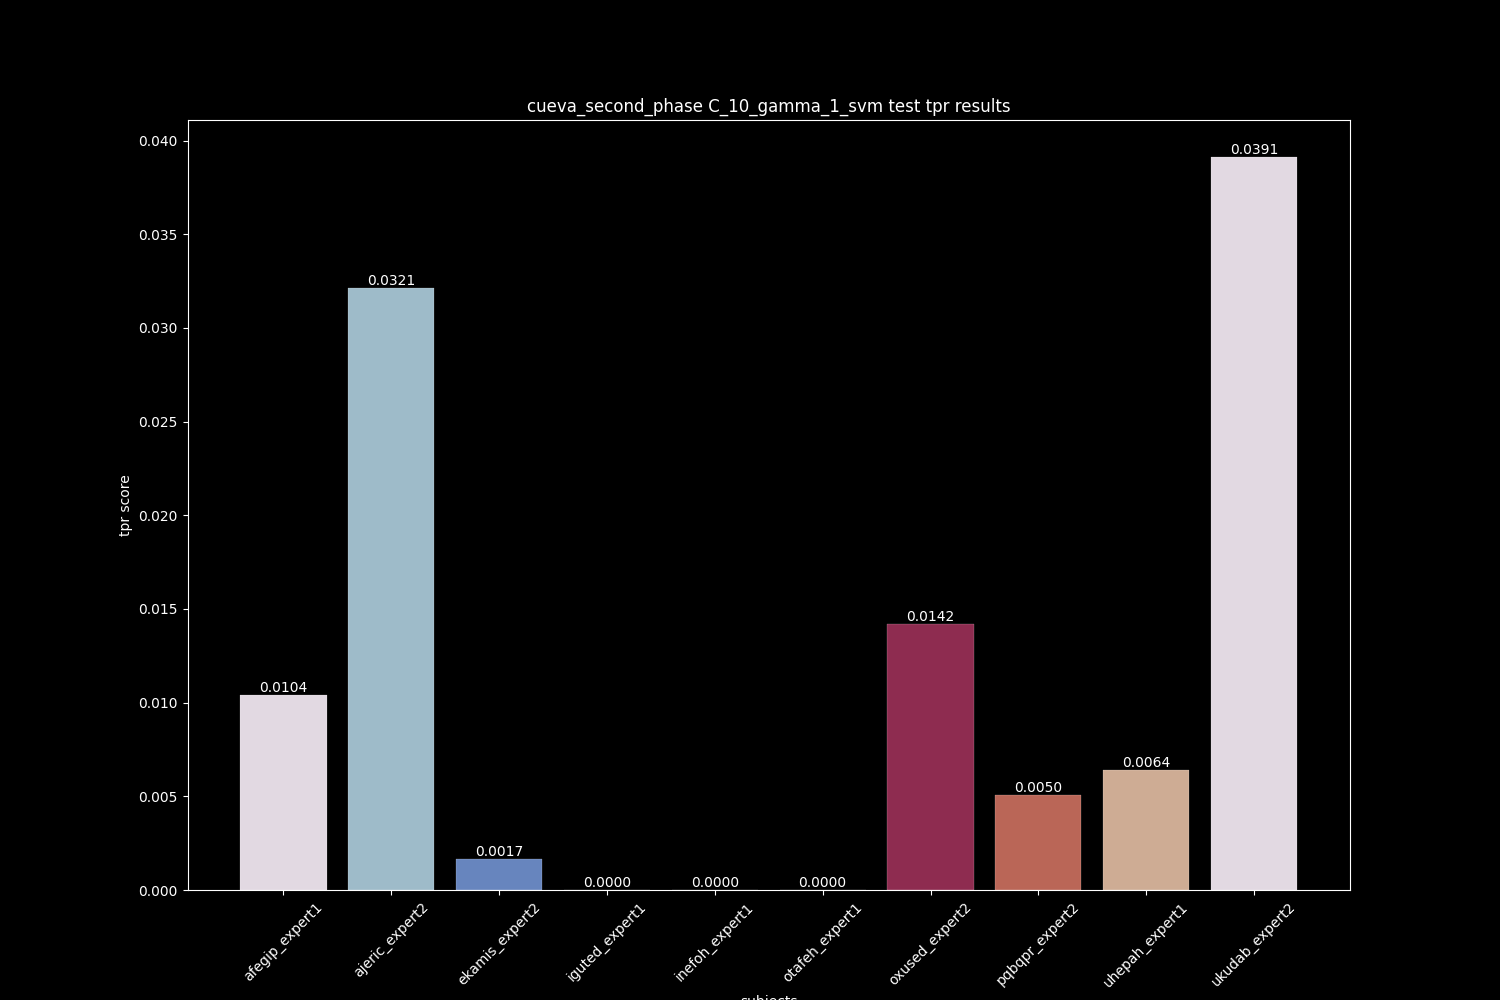 cueva_second_phase C_10_gamma_1_svm test tpr results
0.040
0.035
0.030
0.025
0.020
0.015
0.010
0.005
0.000
tpr score
0.0104
0.0321
0.0017
0.0000
0.0000
0.0000
0.0142
0.0050
0.0064
0.0391
afegip_expert1
ajeric_expert2
ekamis_expert2
iguted_expert1
inefoh_expert1
otafeh_expert1
oxused_expert2
pqbqpr_expert2
uhepah_expert1
ukudab_expert2
subjects